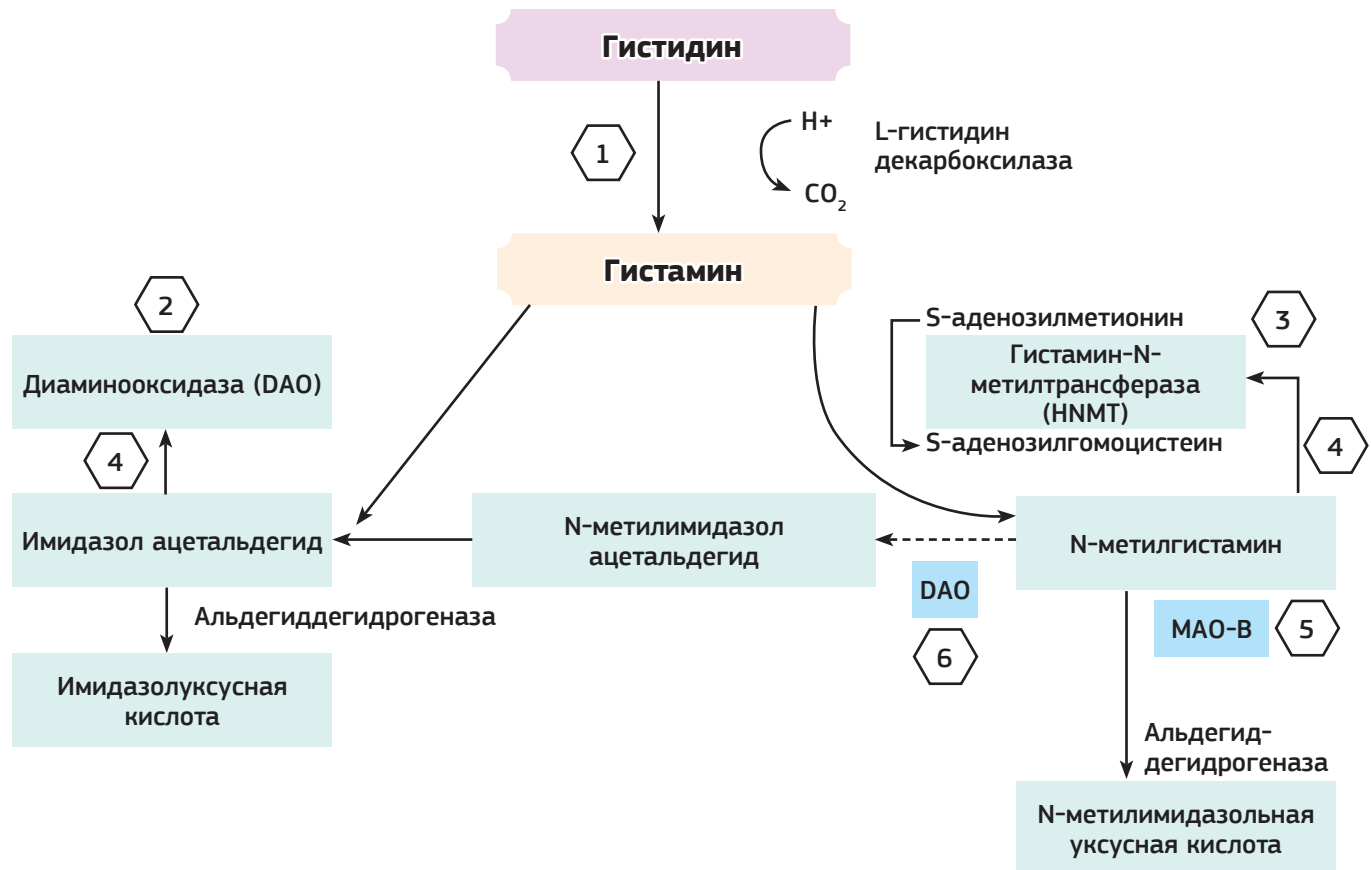 Гистидин
1
H+
CO₂
L-гистидин
декарбоксилаза
Гистамин
2
Диаминооксидаза (DAO)
4
Имидазол ацетальдегид
Альдегиддегидрогеназа
Имидазолуксусная
кислота
N-метилимидазол
ацетальдегид
S-аденозилметионин
3
Гистамин-N-
метилтрансфераза
(HNMT)
S-аденозилгомоцистеин
4
N-метилгистамин
DAO
6
MAO-B
5
Альдегид-
дегидрогеназа
N-метилимидазольная
уксусная кислота